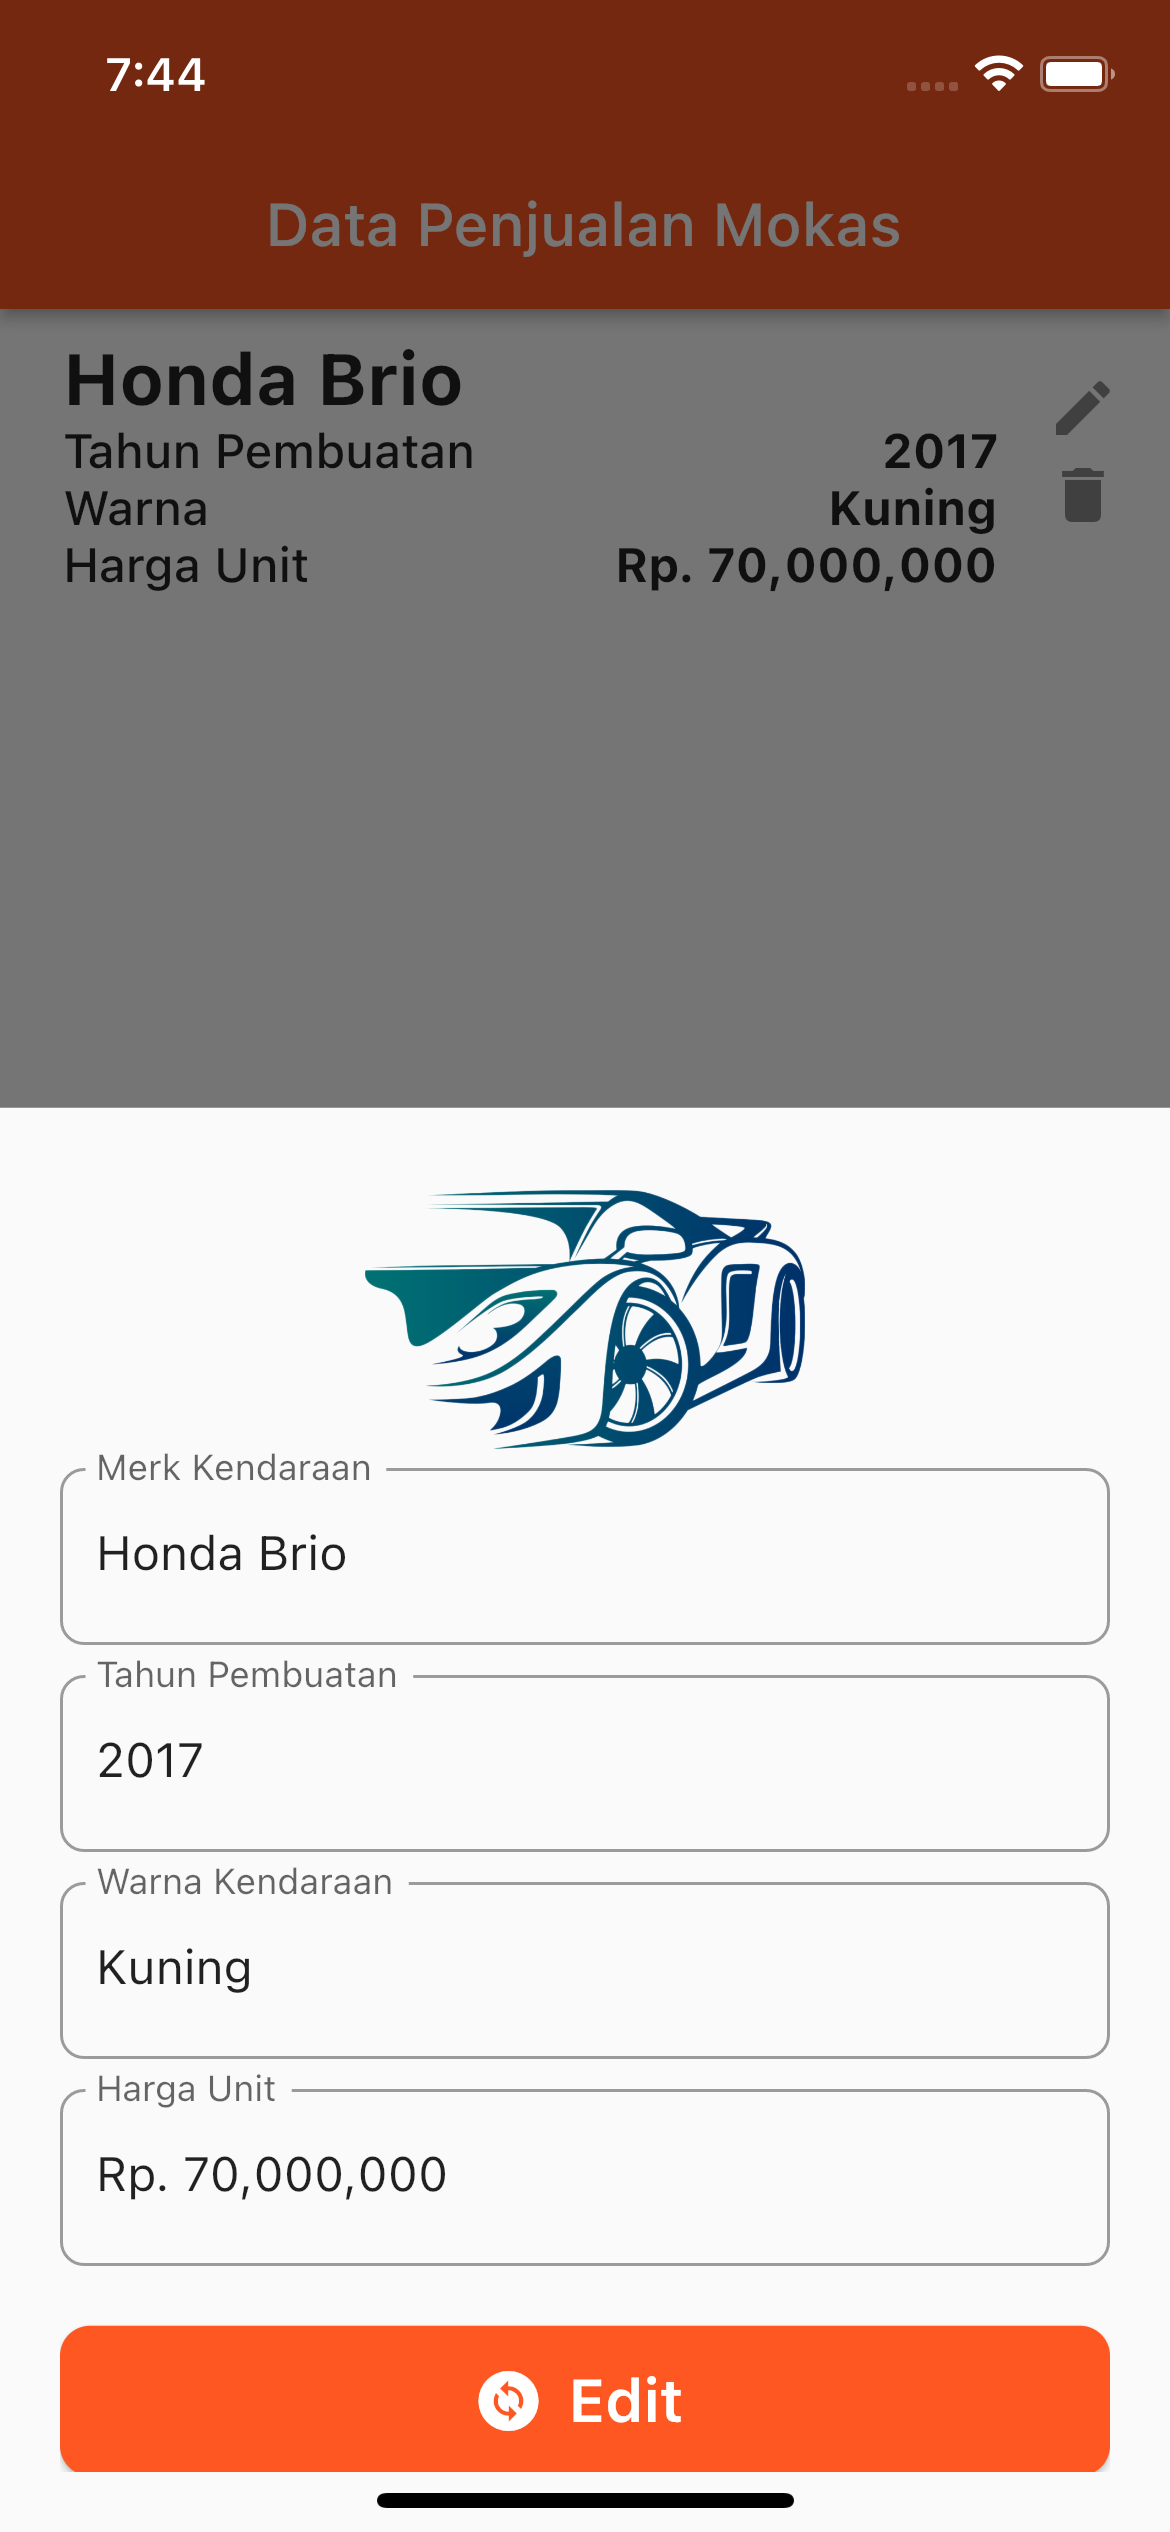 7:44
Data Penjualan Mokas
Honda Brio
Tahun Pembuatan 2017
Warna Kuning
Harga Unit Rp. 70,000,000
Merk Kendaraan
Honda Brio
Tahun Pembuatan
2017
Warna Kendaraan
Kuning
Harga Unit
Rp. 70,000,000
Edit